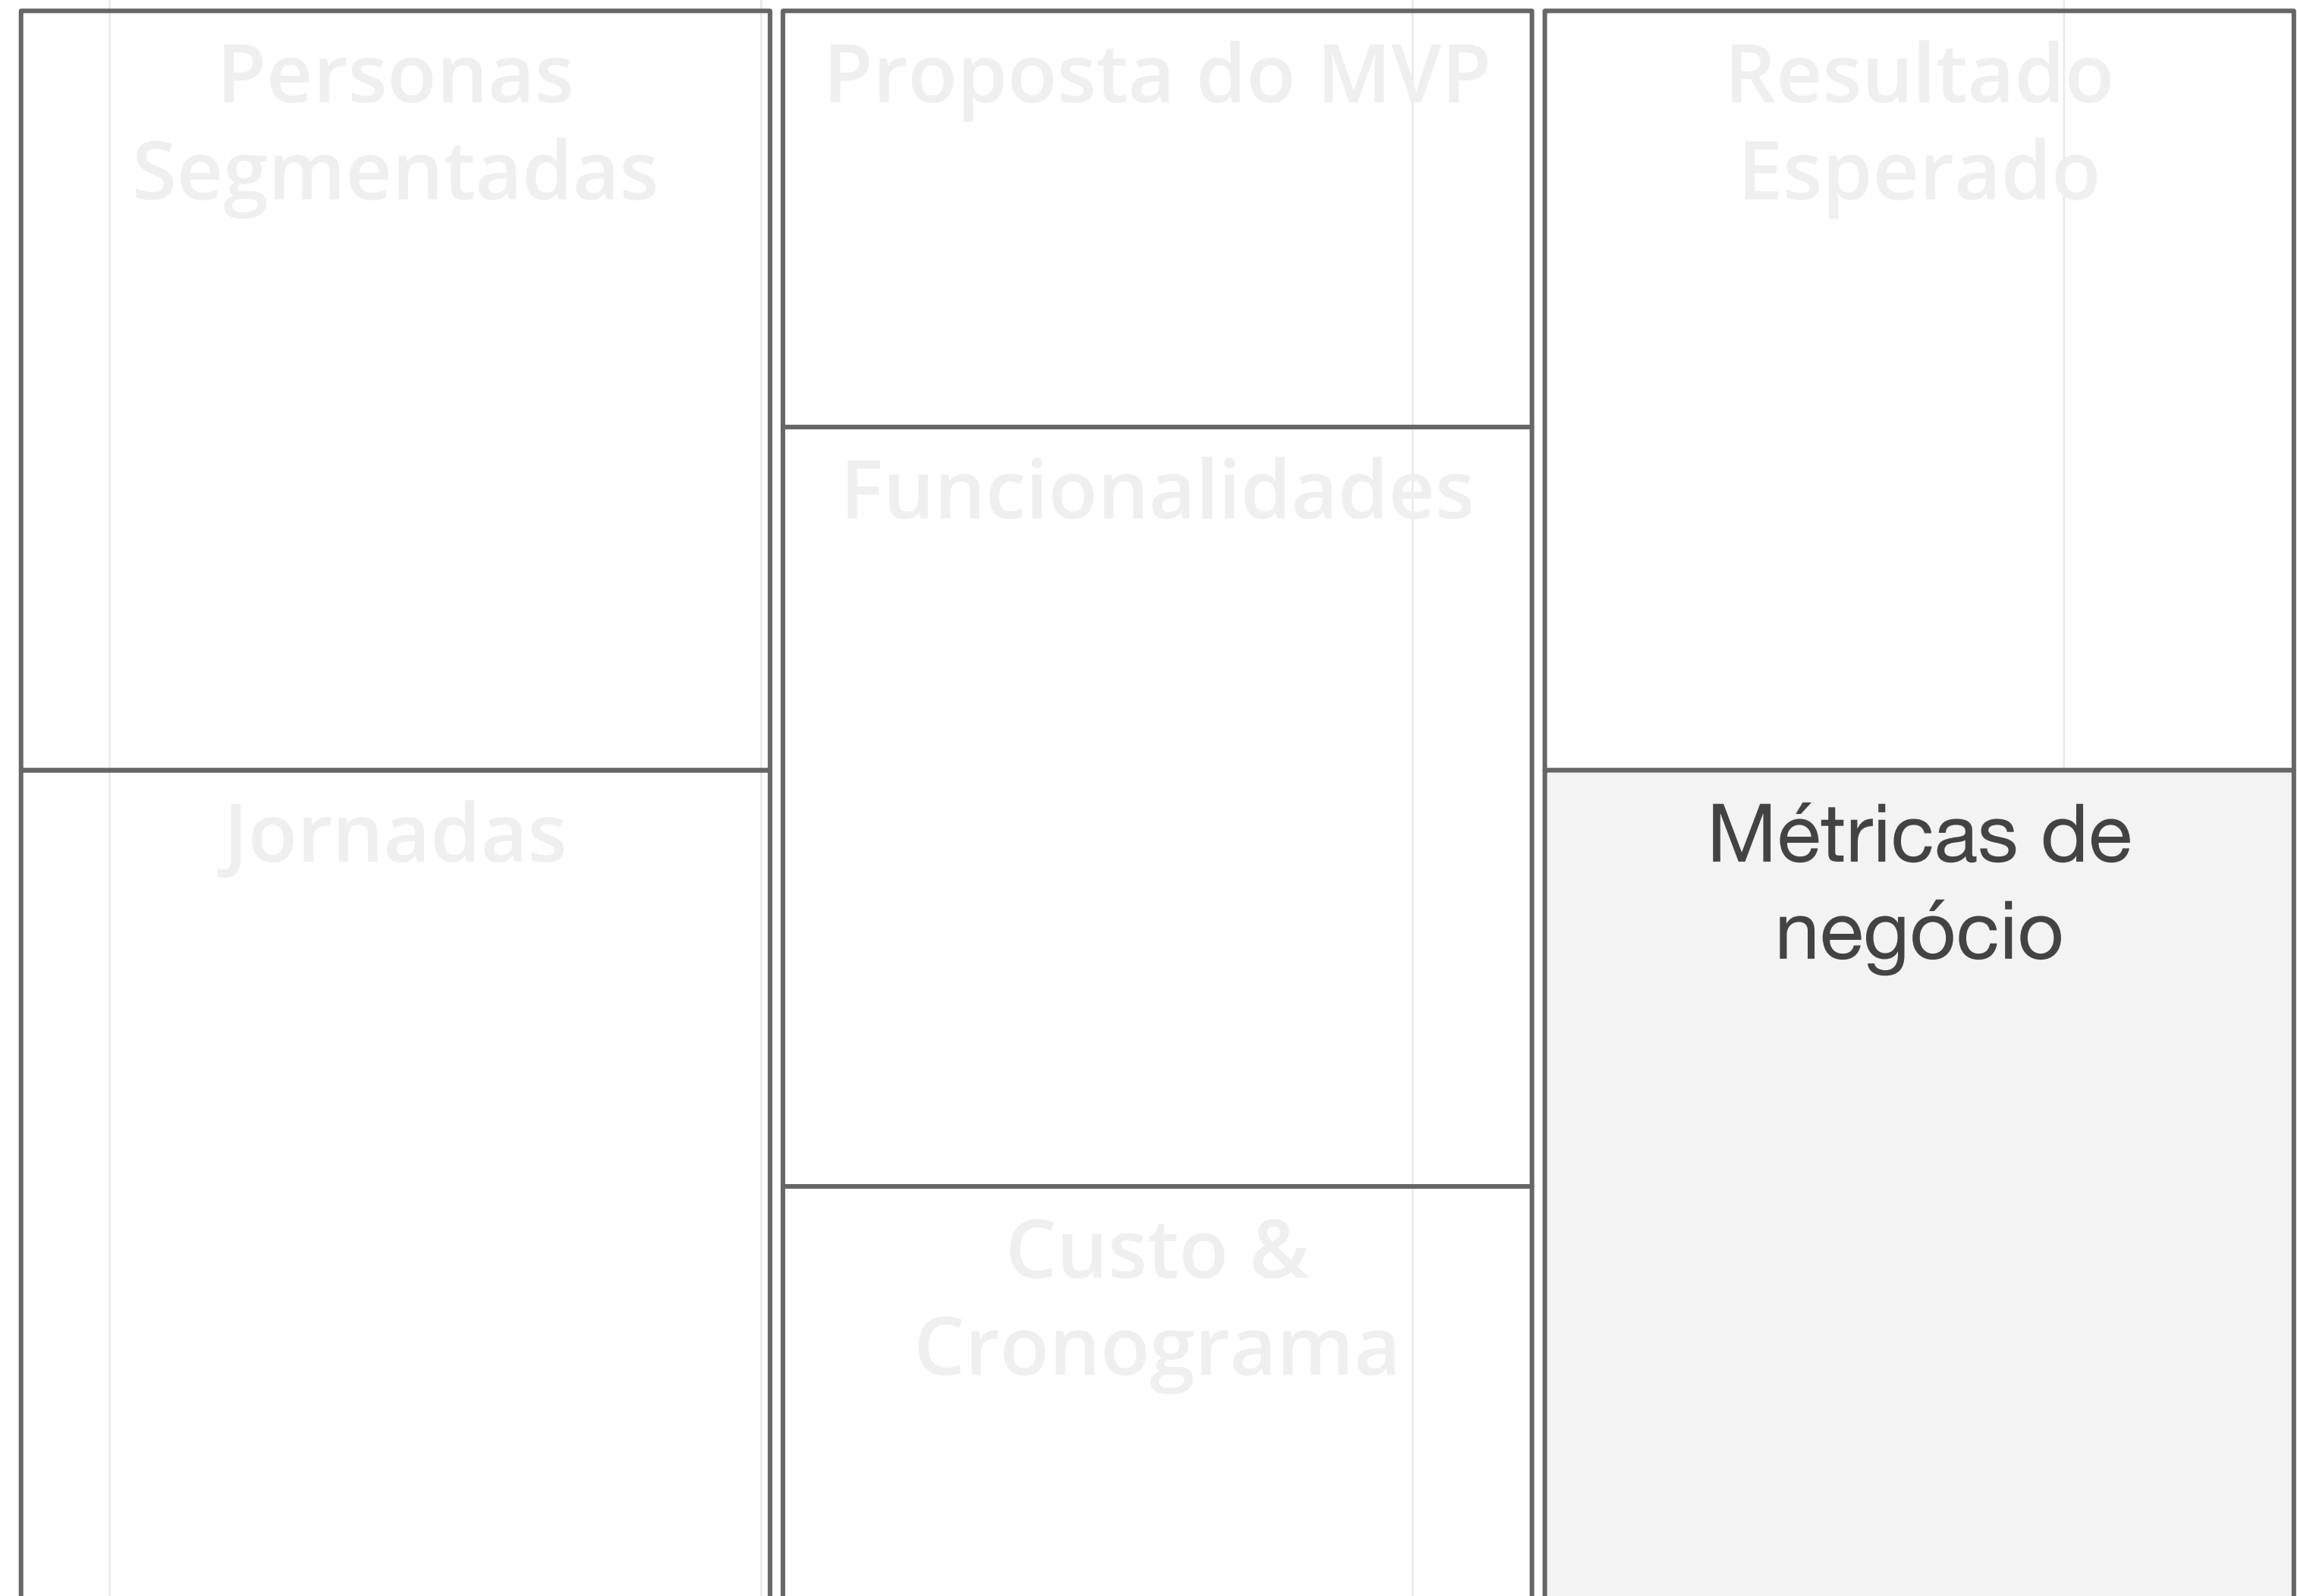 Personas
Segmentadas
Jornadas
Proposta do MVP
Funcionalidades
Custo &
Cronograma
Resultado
Esperado
Métricas de
negócio